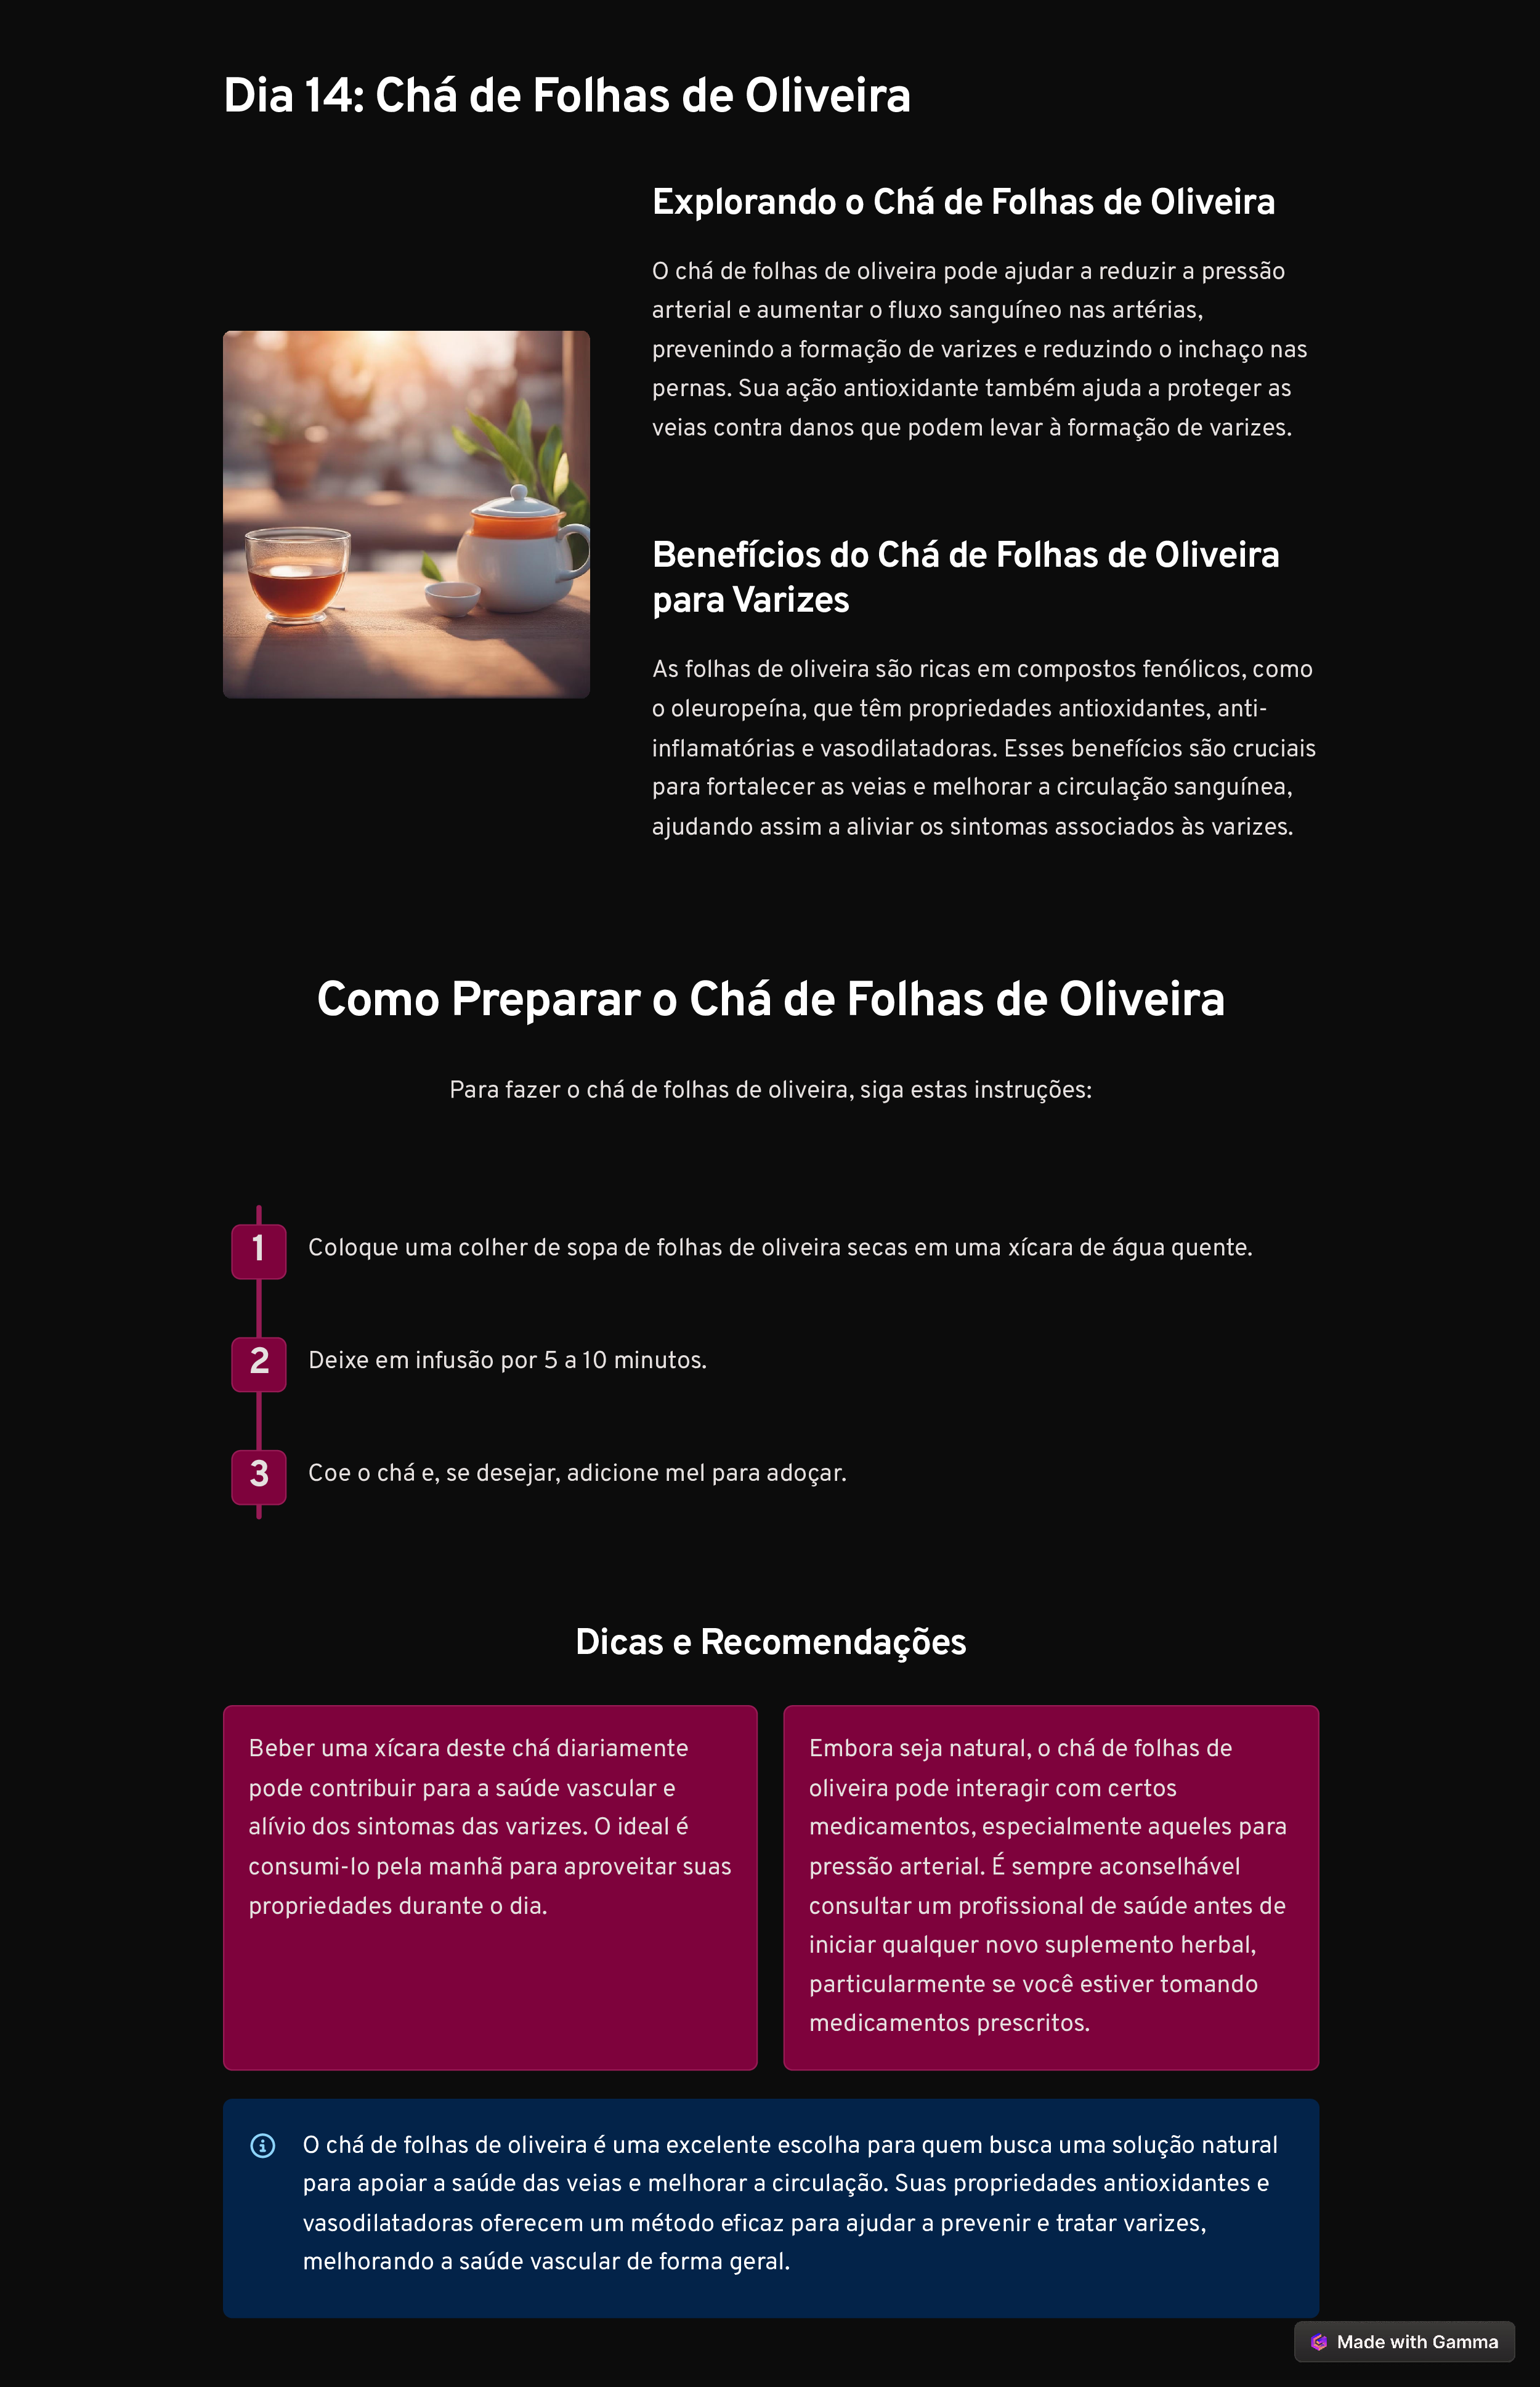 Dia 14: Chá de Folhas de Oliveira
Explorando o Chá de Folhas de Oliveira
O chá de folhas de oliveira pode ajudar a reduzir a pressão
arterial e aumentar o fluxo sanguíneo nas artérias,
prevenindo a formação de varizes e reduzindo o inchaço nas
pernas. Sua ação antioxidante também ajuda a proteger as
veias contra danos que podem levar à formação de varizes.
Benefícios do Chá de Folhas de Oliveira
para Varizes
As folhas de oliveira são ricas em compostos fenólicos, como
o oleuropeína, que têm propriedades antioxidantes, anti-
inflamatórias e vasodilatadoras. Esses benefícios são cruciais
para fortalecer as veias e melhorar a circulação sanguínea,
ajudando assim a aliviar os sintomas associados às varizes.
Como Preparar o Chá de Folhas de Oliveira
Para fazer o chá de folhas de oliveira, siga estas instruções:
1 Coloque uma colher de sopa de folhas de oliveira secas em uma xícara de água quente.
2 Deixe em infusão por 5 a 10 minutos.
3 Coe o chá e, se desejar, adicione mel para adoçar.
Dicas e Recomendações
Beber uma xícara deste chá diariamente
pode contribuir para a saúde vascular e
alívio dos sintomas das varizes. O ideal é
consumi-lo pela manhã para aproveitar suas
propriedades durante o dia.
Embora seja natural, o chá de folhas de
oliveira pode interagir com certos
medicamentos, especialmente aqueles para
pressão arterial. É sempre aconselhável
consultar um profissional de saúde antes de
iniciar qualquer novo suplemento herbal,
particularmente se você estiver tomando
medicamentos prescritos.
O chá de folhas de oliveira é uma excelente escolha para quem busca uma solução natural
para apoiar a saúde das veias e melhorar a circulação. Suas propriedades antioxidantes e
vasodilatadoras oferecem um método eficaz para ajudar a prevenir e tratar varizes,
melhorando a saúde vascular de forma geral.
Made with Gamma